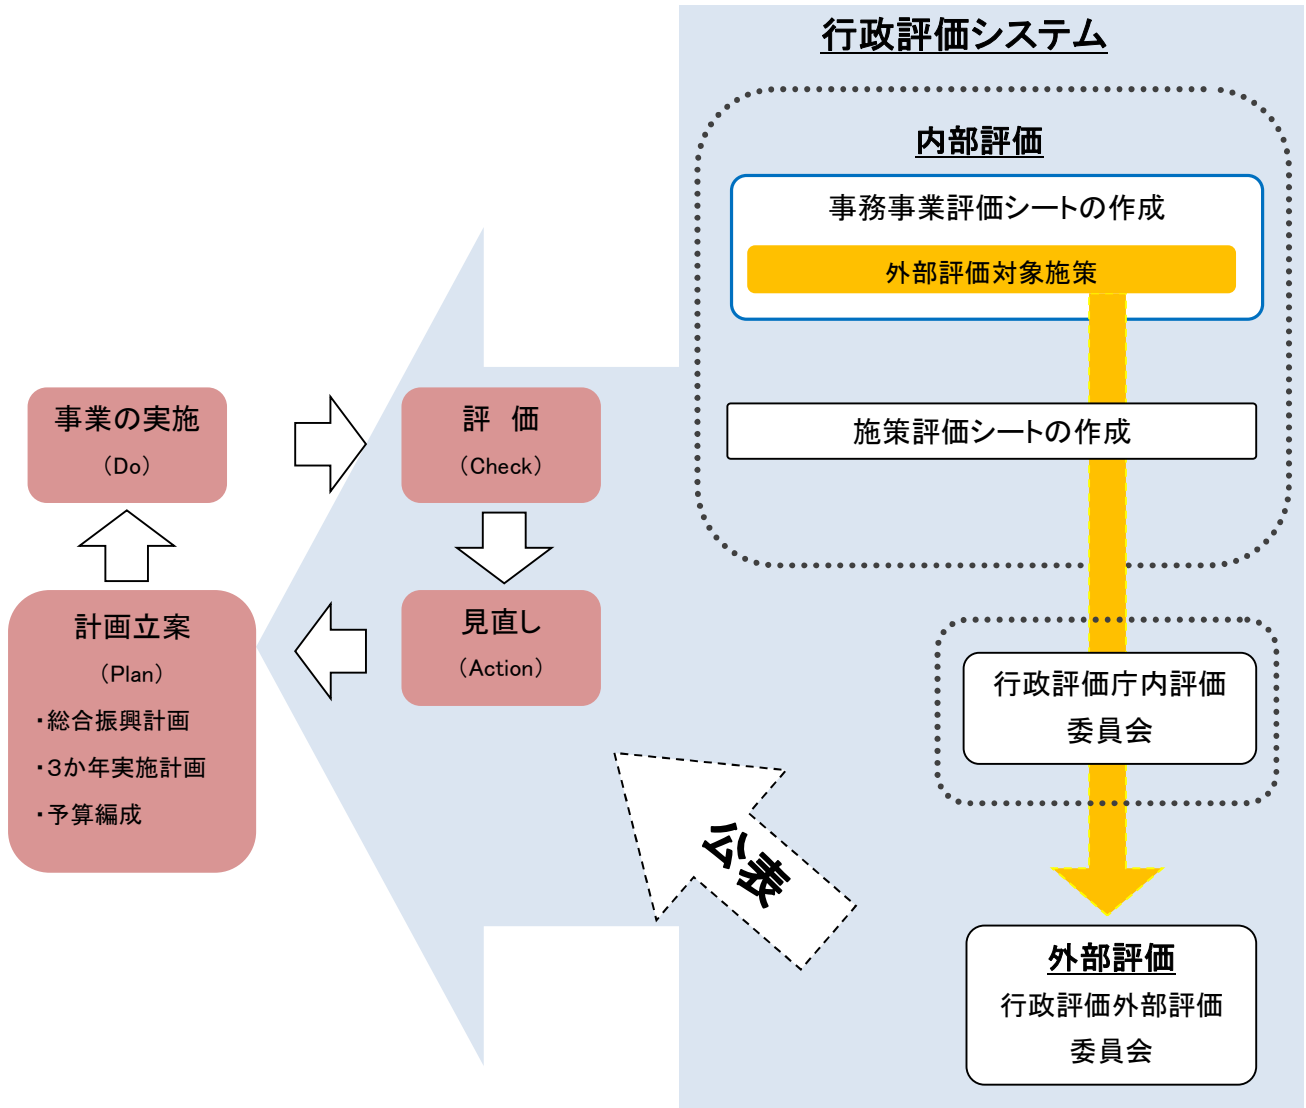 行政評価システム
内部評価
事務事業評価シートの作成
外部評価対象施策
施策評価シートの作成
行政評価庁内評価
委員会
外部評価
行政評価外部評価
委員会
公表
事業の実施
（Do）
評　価
（Check）
見直し
（Action）
計画立案
（Plan）
・総合振興計画
・３か年実施計画
・予算編成